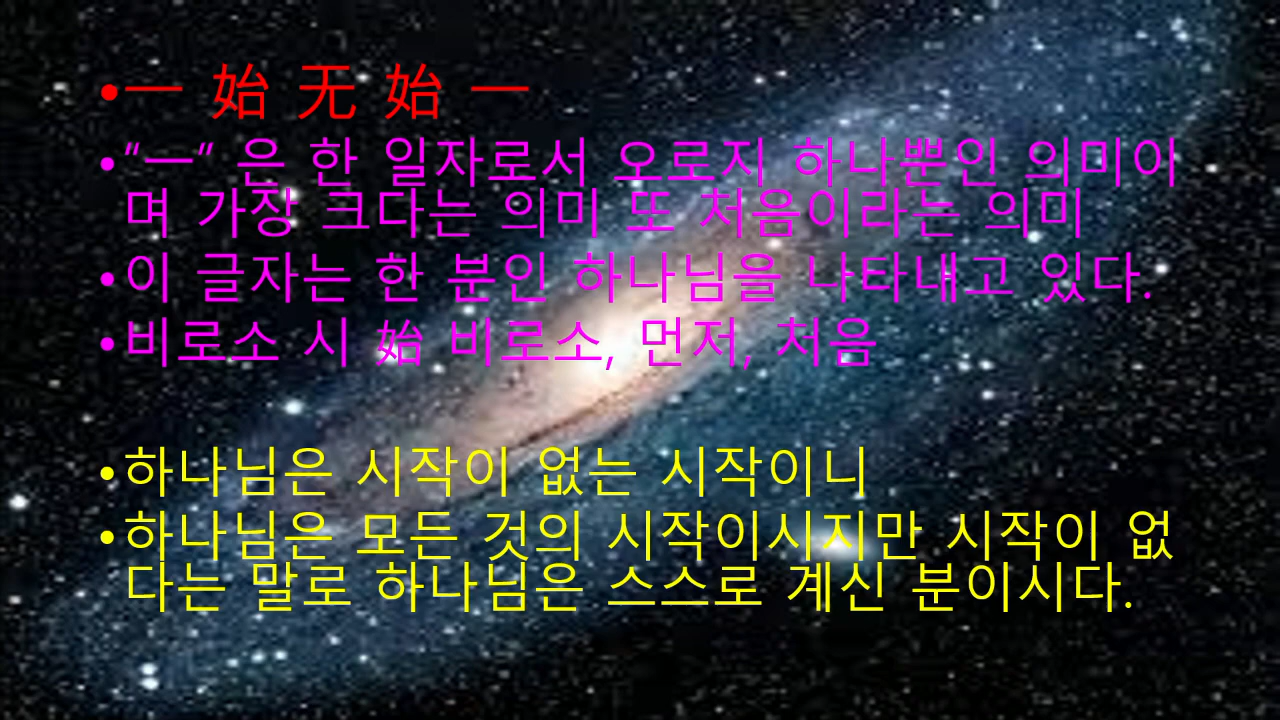 •一 始 无 始 一
•“一” 은 한 일자로서 오로지 하나뿐인 의미아
며 가장 크다는 의미 또 처음이라는 의미
•이 글자는 한 분인 하나님을 나타내고 있다.
•비로소 시 始 비로소, 먼저, 처음
•하나님은 시작이 없는 시작이니
•하나님은 모든 것의 시작이시지만 시작이 없
다는 말로 하나님은 스스로 계신 분이시다.